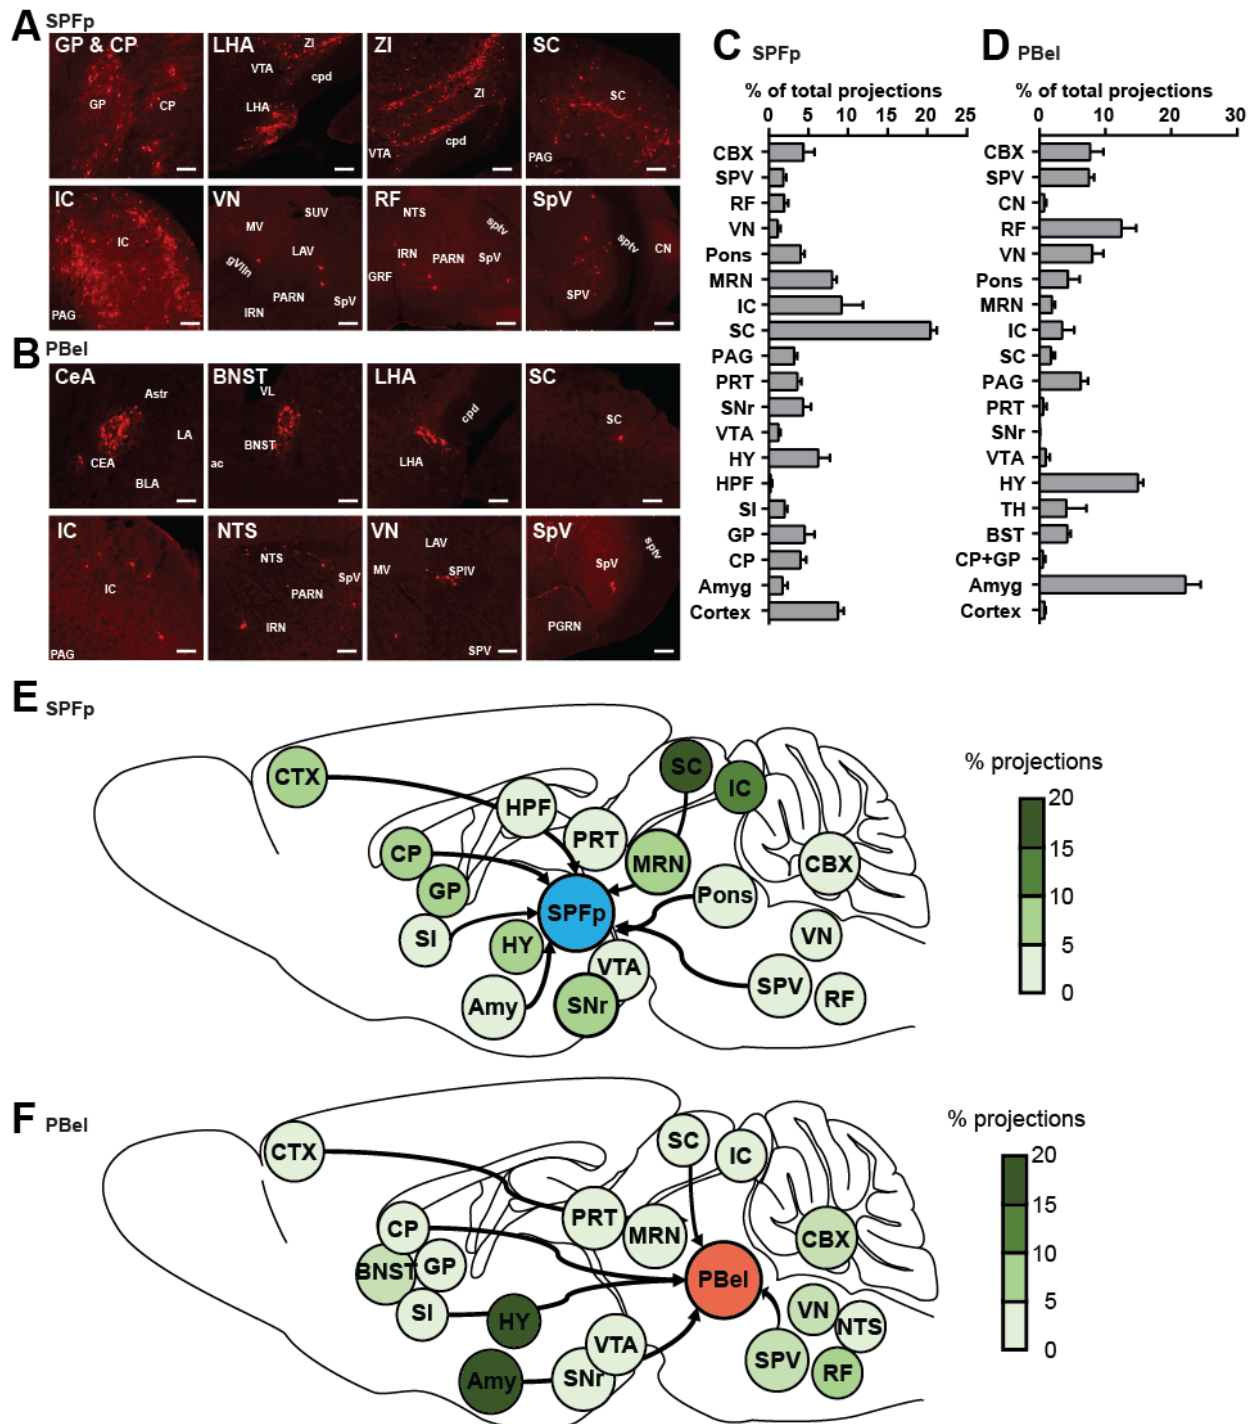 A SPFp
GP & CP
GP
CP
LHA
ZI
VTA
cpd
LHA
ZI
ZI
cpd
VTA
SC
SC
PAG
IC
IC
PAG
VN
SUV
MV
LAV
gVIIn
PARN
SpV
IRN
RF
NTS
sptv
IRN
PARN
SpV
GRF
SpV
sptv
CN
SPV
B PBel
CeA
Astr
LA
CEA
BLA
BNST
VL
BNST
ac
LHA
cpd
LHA
SC
SC
IC
IC
PAG
NTS
NTS
SpV
PARN
IRN
VN
LAV
MV
SPIV
SPV
SpV
sptv
SpV
PGRN
C SPFp
% of total projections
0 5 10 15 20 25
CBX
SPV
RF
VN
Pons
MRN
IC
SC
PAG
PRT
SNr
VTA
HY
HPF
SI
GP
CP
Amyg
Cortex
D PBel
% of total projections
0 10 20 30
CBX
SPV
CN
RF
VN
Pons
MRN
IC
SC
PAG
PRT
SNr
VTA
HY
TH
BST
CP+GP
Amyg
Cortex
E SPFp
CTX
HPF
PRT
SC
IC
MRN
CBX
CP
GP
SPFp
Pons
SI
HY
VTA
VN
Amy
SNr
SPV
RF
% projections
20
15
10
5
0
F PBel
CTX
SC
IC
PRT
MRN
CP
BNST
GP
PBel
CBX
SI
HY
VTA
VN
NTS
Amy
SNr
SPV
RF
% projections
20
15
10
5
0